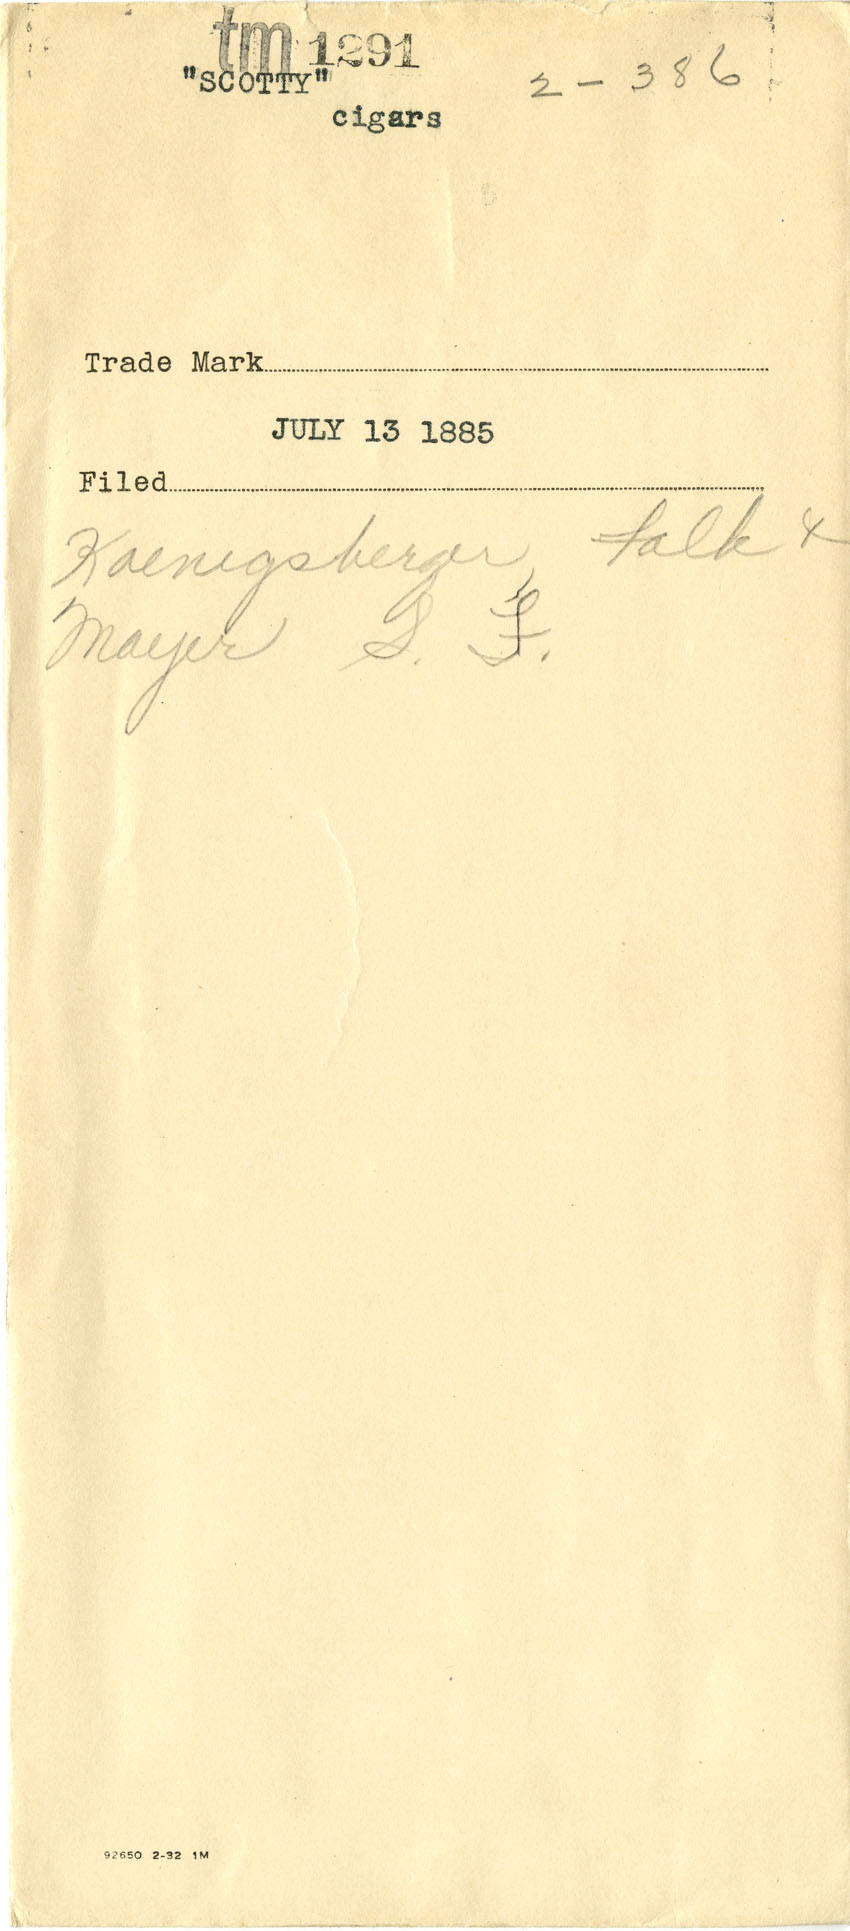 tm 1291
"SCOTTY"
2-386
cigars
Trade Mark
JULY 13 1885
Filed
Koenigsberger, Falk &
Mayer S. F.
92650 2-32 1M